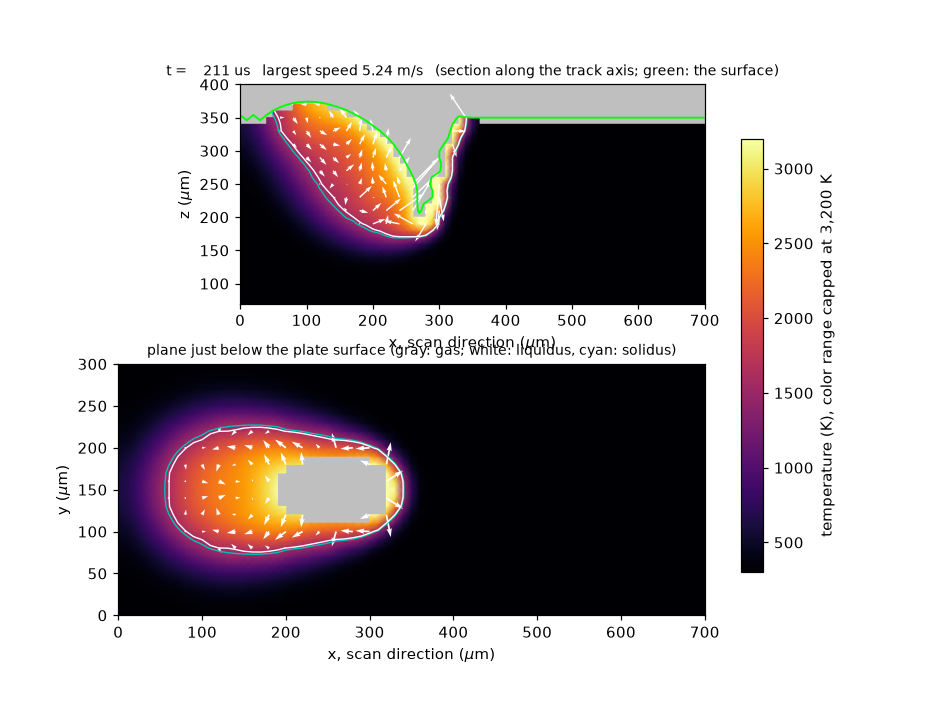 t =    211 us   largest speed 5.24 m/s   (section along the track axis; green: the surface)
400
350
300
250
200
150
100
z (μm)
0 100 200 300 400 500 600 700
x, scan direction (μm)
plane just below the plate surface (gray: gas; white: liquidus, cyan: solidus)
300
250
200
150
100
50
0
y (μm)
0 100 200 300 400 500 600 700
x, scan direction (μm)
3000
2500
2000
1500
1000
500
temperature (K), color range capped at 3,200 K